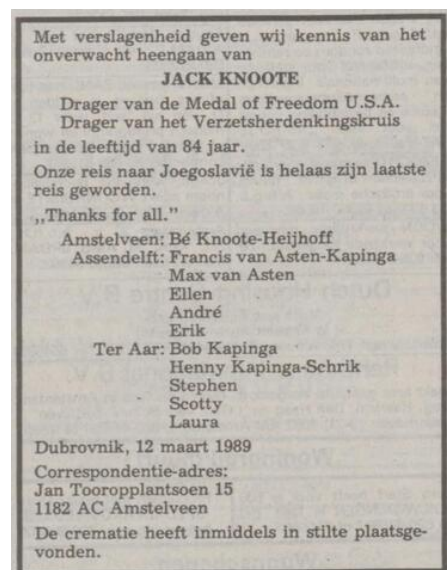 Met verslagenheid geven wij kennis van het
onverwacht heengaan van
JACK KNOOTE
Drager van de Medal of Freedom U.S.A.
Drager van het Verzetsherdenkingskruis
in de leeftijd van 84 jaar.
Onze reis naar Joegoslavië is helaas zijn laatste
reis geworden.
,,Thanks for all."
Amstelveen: Bé Knoote-Heijhoff
Assendelft: Francis van Asten-Kapinga
Max van Asten
Ellen
André
Erik
Ter Aar: Bob Kapinga
Henny Kapinga-Schrik
Stephen
Scotty
Laura
Dubrovnik, 12 maart 1989
Correspondentie-adres:
Jan Tooropplantsoen 15
1182 AC Amstelveen
De crematie heeft inmiddels in stilte plaatsge-
vonden.